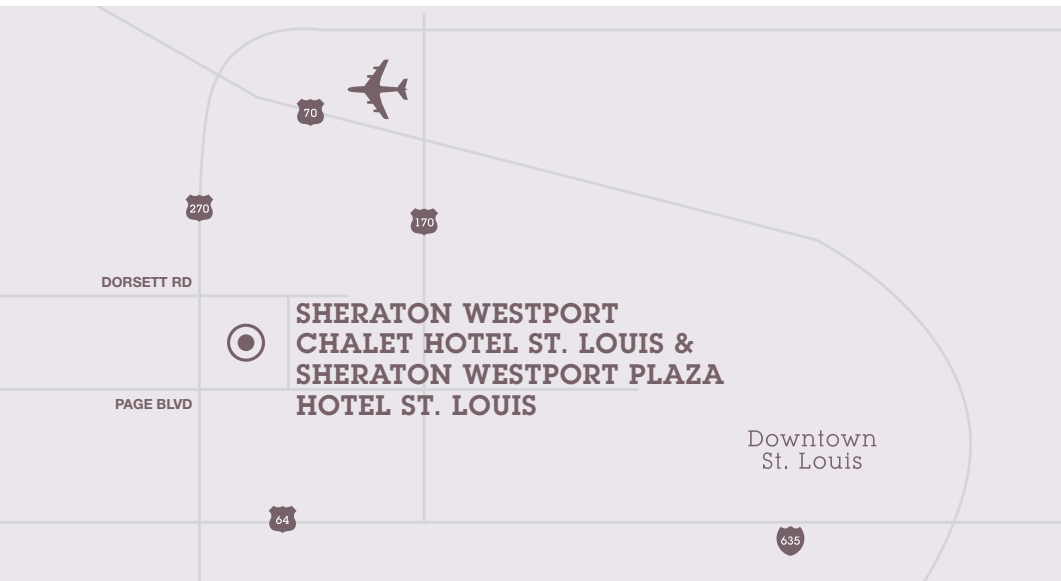 70
270
170
DORSETT RD
SHERATON WESTPORT
CHALET HOTEL ST. LOUIS &
SHERATON WESTPORT PLAZA
HOTEL ST. LOUIS
PAGE BLVD
Downtown
St. Louis
64
635